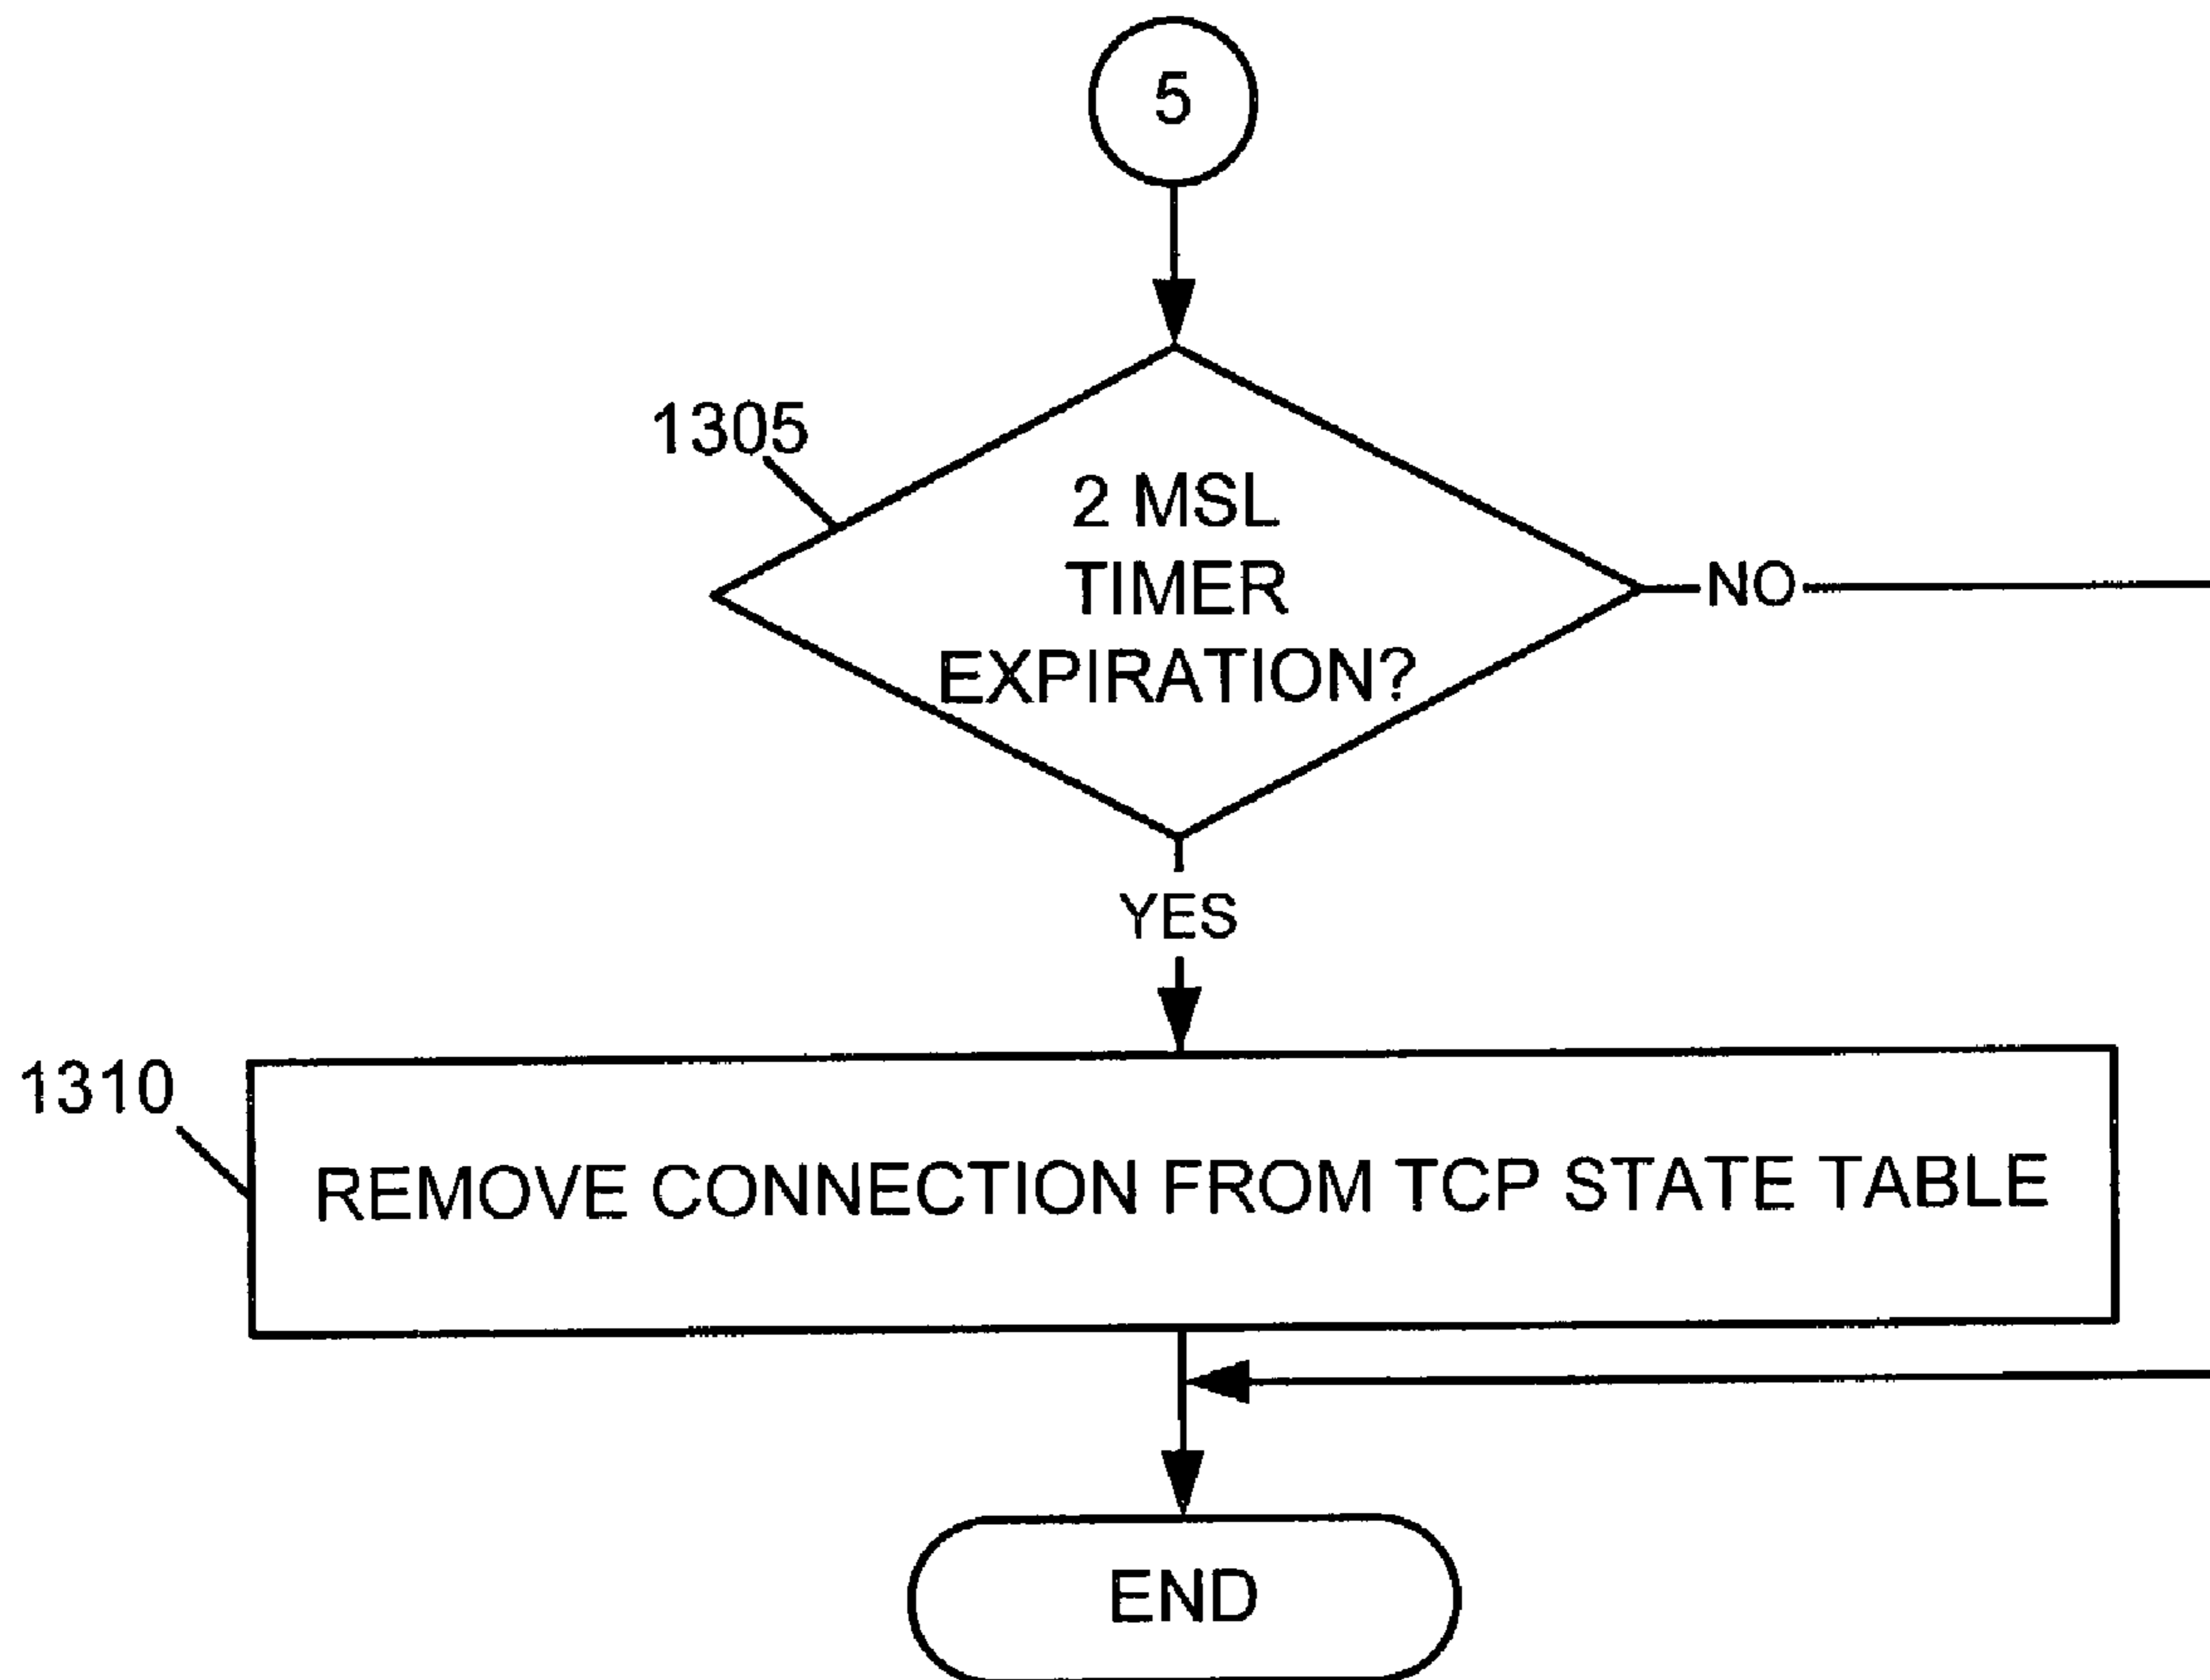 5
1305
2 MSL
TIMER
EXPIRATION?
NO
YES
1310
REMOVE CONNECTION FROM TCP STATE TABLE
END